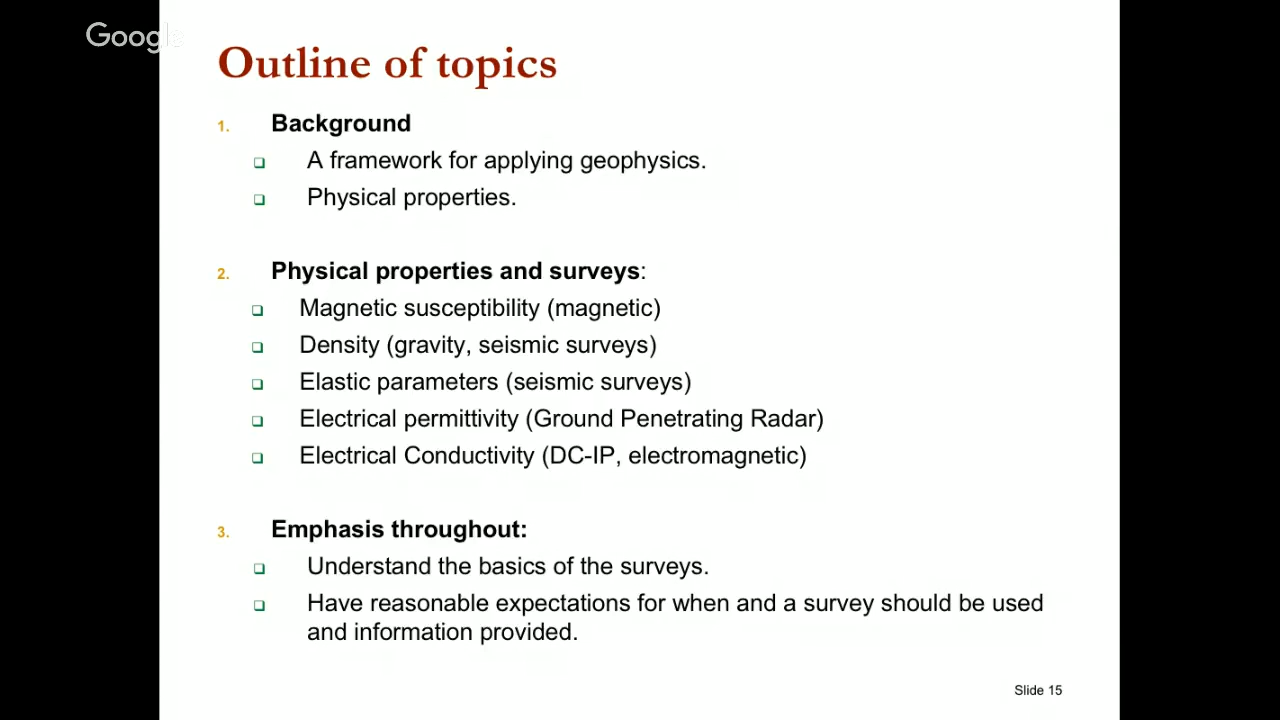 Google
Outline of topics
1. Background
❑ A framework for applying geophysics.
❑ Physical properties.
2. Physical properties and surveys:
❑ Magnetic susceptibility (magnetic)
❑ Density (gravity, seismic surveys)
❑ Elastic parameters (seismic surveys)
❑ Electrical permittivity (Ground Penetrating Radar)
❑ Electrical Conductivity (DC-IP, electromagnetic)
3. Emphasis throughout:
❑ Understand the basics of the surveys.
❑ Have reasonable expectations for when and a survey should be used
and information provided.
Slide 15